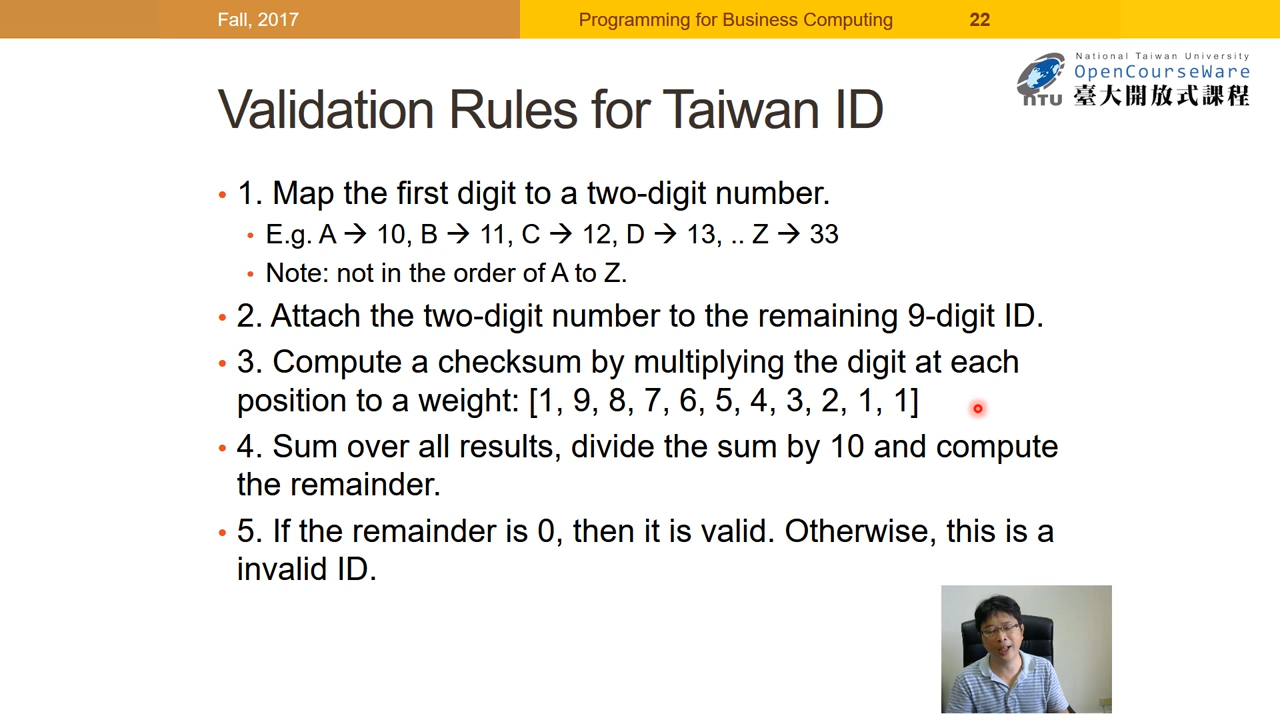 Fall, 2017
Programming for Business Computing
22
National Taiwan University
OpenCourseWare
臺大開放式課程
NTU
Validation Rules for Taiwan ID
• 1. Map the first digit to a two-digit number.
• E.g. A → 10, B → 11, C → 12, D → 13, .. Z → 33
• Note: not in the order of A to Z.
• 2. Attach the two-digit number to the remaining 9-digit ID.
• 3. Compute a checksum by multiplying the digit at each
position to a weight: [1, 9, 8, 7, 6, 5, 4, 3, 2, 1, 1]
• 4. Sum over all results, divide the sum by 10 and compute
the remainder.
• 5. If the remainder is 0, then it is valid. Otherwise, this is a
invalid ID.